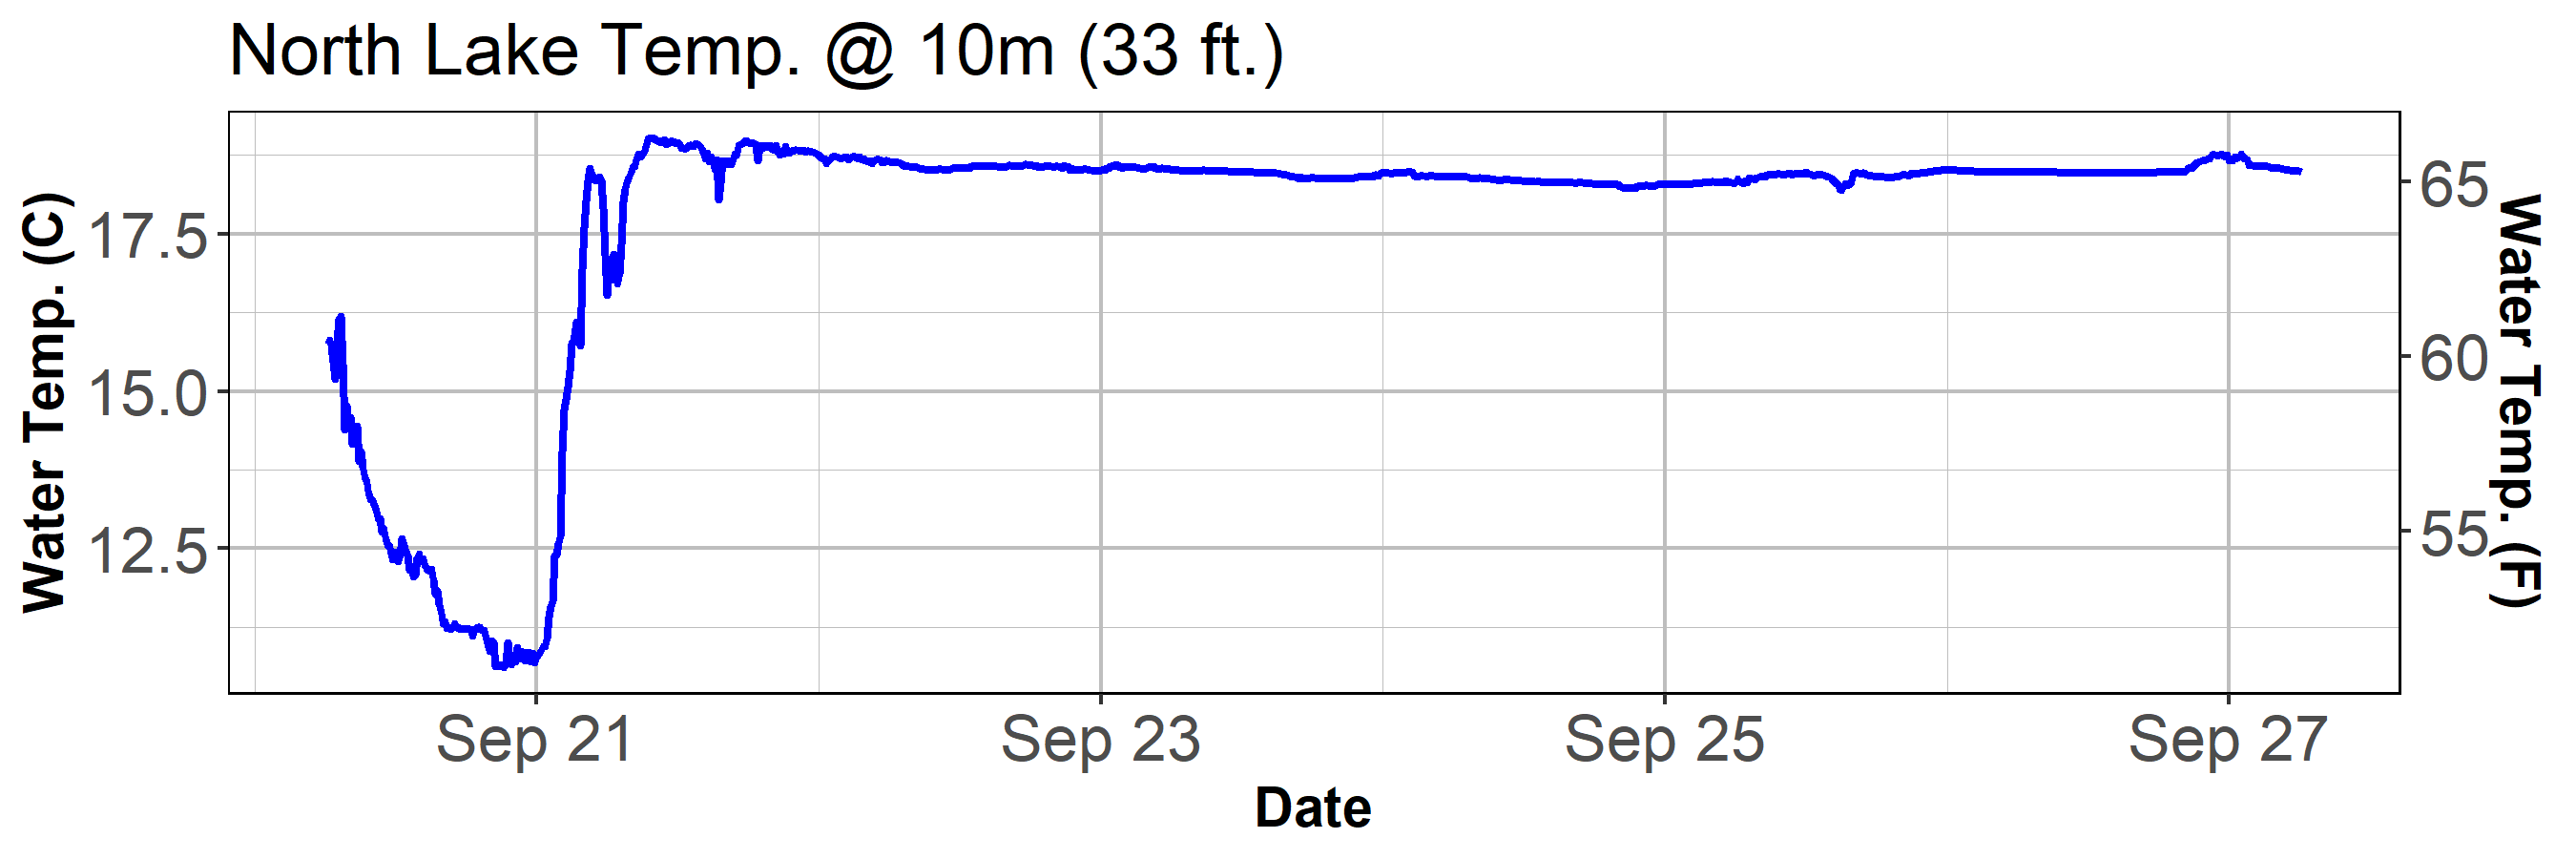 North Lake Temp. @ 10m (33 ft.)
Water Temp. (C)
17.5
15.0
12.5
65
60
55
Water Temp. (F)
Sep 21
Sep 23
Sep 25
Sep 27
Date